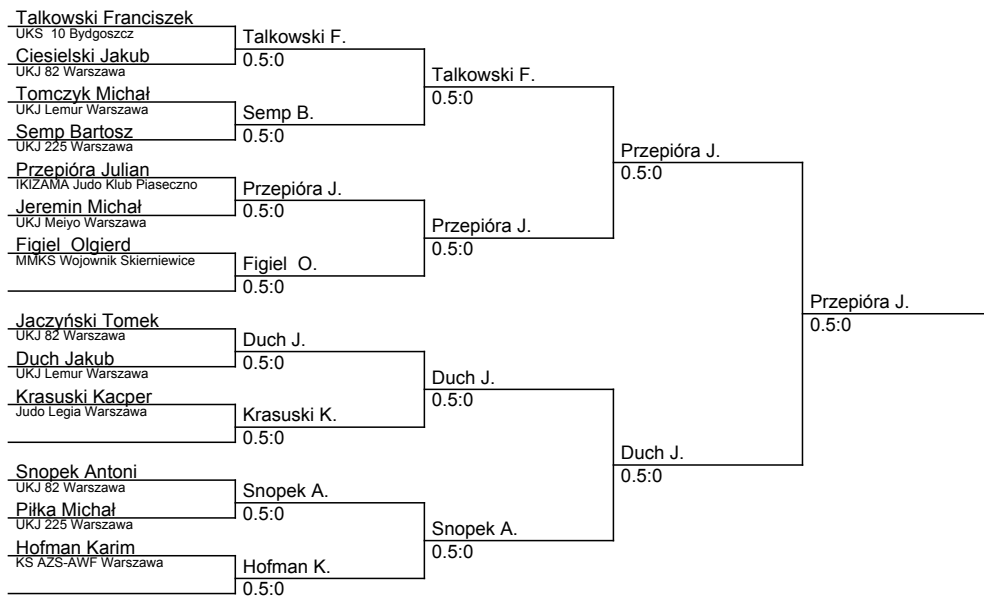 Talkowski Franciszek
UKS  10 Bydgoszcz
Ciesielski Jakub
UKJ 82 Warszawa
Tomczyk Michał
UKJ Lemur Warszawa
Semp Bartosz
UKJ 225 Warszawa
Przepióra Julian
IKIZAMA Judo Klub Piaseczno
Jeremin Michał
UKJ Meiyo Warszawa
Figiel  Olgierd
MMKS Wojownik Skierniewice
Jaczyński Tomek
UKJ 82 Warszawa
Duch Jakub
UKJ Lemur Warszawa
Krasuski Kacper
Judo Legia Warszawa
Snopek Antoni
UKJ 82 Warszawa
Piłka Michał
UKJ 225 Warszawa
Hofman Karim
KS AZS-AWF Warszawa
Talkowski F.
0.5:0
Semp B.
0.5:0
Przepióra J.
0.5:0
Figiel  O.
0.5:0
Duch J.
0.5:0
Krasuski K.
0.5:0
Snopek A.
0.5:0
Hofman K.
0.5:0
Talkowski F.
0.5:0
Przepióra J.
0.5:0
Duch J.
0.5:0
Snopek A.
0.5:0
Przepióra J.
0.5:0
Duch J.
0.5:0
Przepióra J.
0.5:0